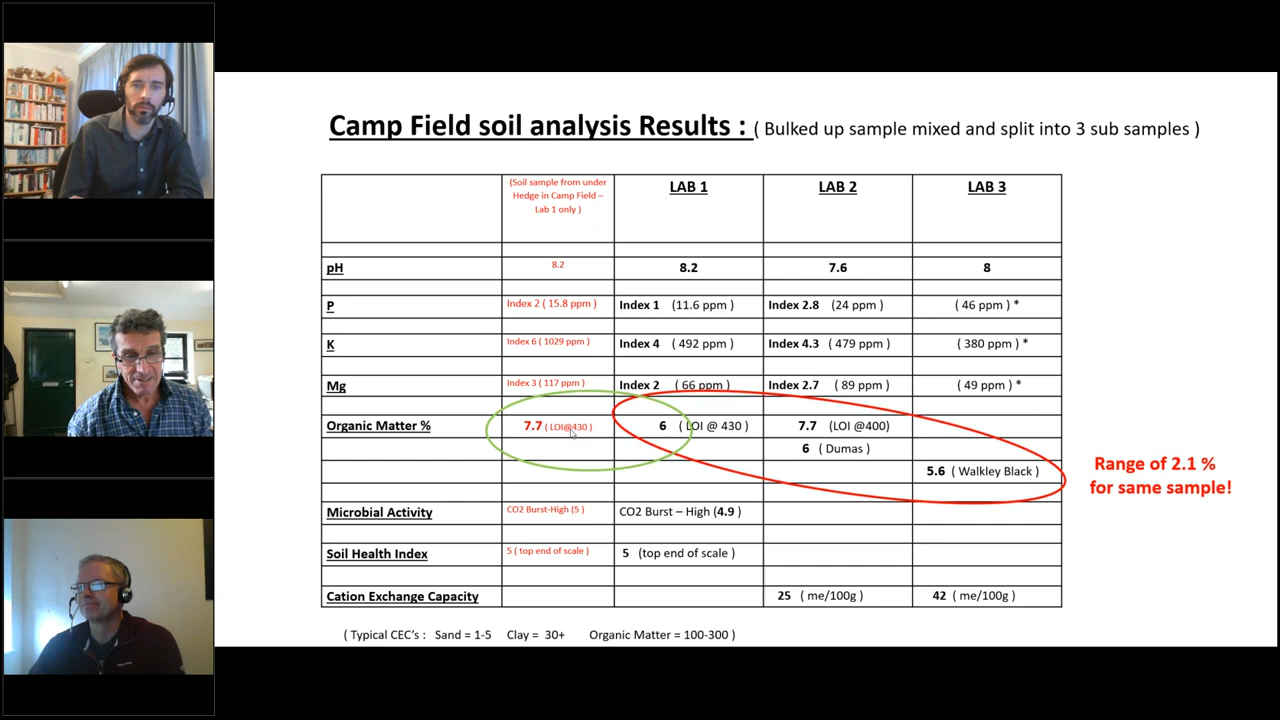 Camp Field soil analysis Results : ( Bulked up sample mixed and split into 3 sub samples )
(Soil sample from under
Hedge in Camp Field –
Lab 1 only )
LAB 1 LAB 2 LAB 3
pH 8.2 8.2 7.6 8
P Index 2 ( 15.8 ppm ) Index 1 (11.6 ppm ) Index 2.8 (24 ppm ) ( 46 ppm ) *
K Index 6 ( 1029 ppm ) Index 4 ( 492 ppm ) Index 4.3 ( 479 ppm ) ( 380 ppm ) *
Mg Index 3 ( 117 ppm ) Index 2 ( 66 ppm ) Index 2.7 ( 89 ppm ) ( 49 ppm ) *
Organic Matter % 7.7 ( LOI@430 ) 6 ( LOI @ 430 ) 7.7 (LOI @400)
6 ( Dumas )
5.6 ( Walkley Black )
Range of 2.1 %
for same sample!
Microbial Activity CO2 Burst-High (5 ) CO2 Burst – High (4.9 )
Soil Health Index 5 ( top end of scale ) 5 (top end of scale )
Cation Exchange Capacity 25 ( me/100g ) 42 ( me/100g )
( Typical CEC's : Sand = 1-5 Clay = 30+ Organic Matter = 100-300 )